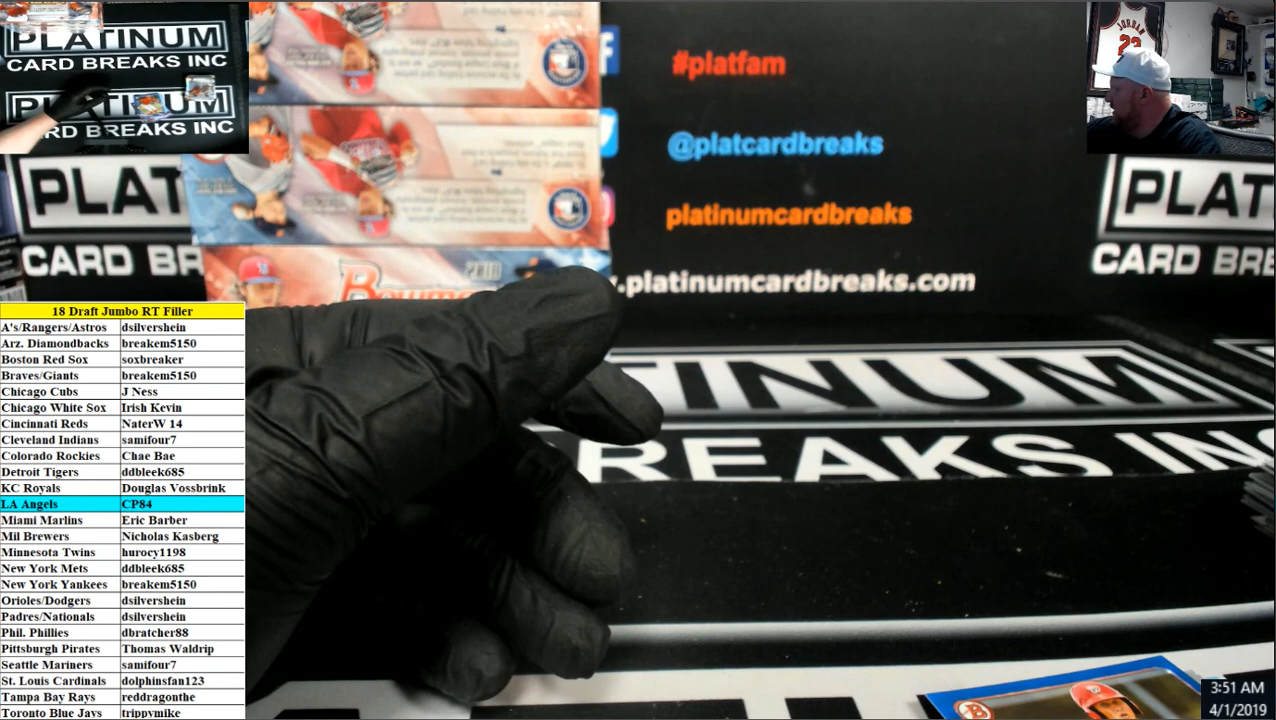 PLATINUM
CARD BREAKS INC
PLATINUM
CARD BREAKS INC
#platfam
@platcardbreaks
platinumcardbreaks
.platinumcardbreaks.com
JORDAN
23
PLAT
CARD BR
PLAT
CARD BRE
2018
Bowm
TINUM
BREAKS IN
18 Draft Jumbo RT Filler
A's/Rangers/Astros dsilvershein
Arz. Diamondbacks breakem5150
Boston Red Sox soxbreaker
Braves/Giants breakem5150
Chicago Cubs J Ness
Chicago White Sox Irish Kevin
Cincinnati Reds NaterW 14
Cleveland Indians samifour7
Colorado Rockies Chae Bae
Detroit Tigers ddbleek685
KC Royals Douglas Vossbrink
LA Angels CP84
Miami Marlins Eric Barber
Mil Brewers Nicholas Kasberg
Minnesota Twins hurocy1198
New York Mets ddbleek685
New York Yankees breakem5150
Orioles/Dodgers dsilvershein
Padres/Nationals dsilvershein
Phil. Phillies dbratcher88
Pittsburgh Pirates Thomas Waldrip
Seattle Mariners samifour7
St. Louis Cardinals dolphinsfan123
Tampa Bay Rays reddragonthe
Toronto Blue Jays trippymike
3:51 AM
4/1/2019